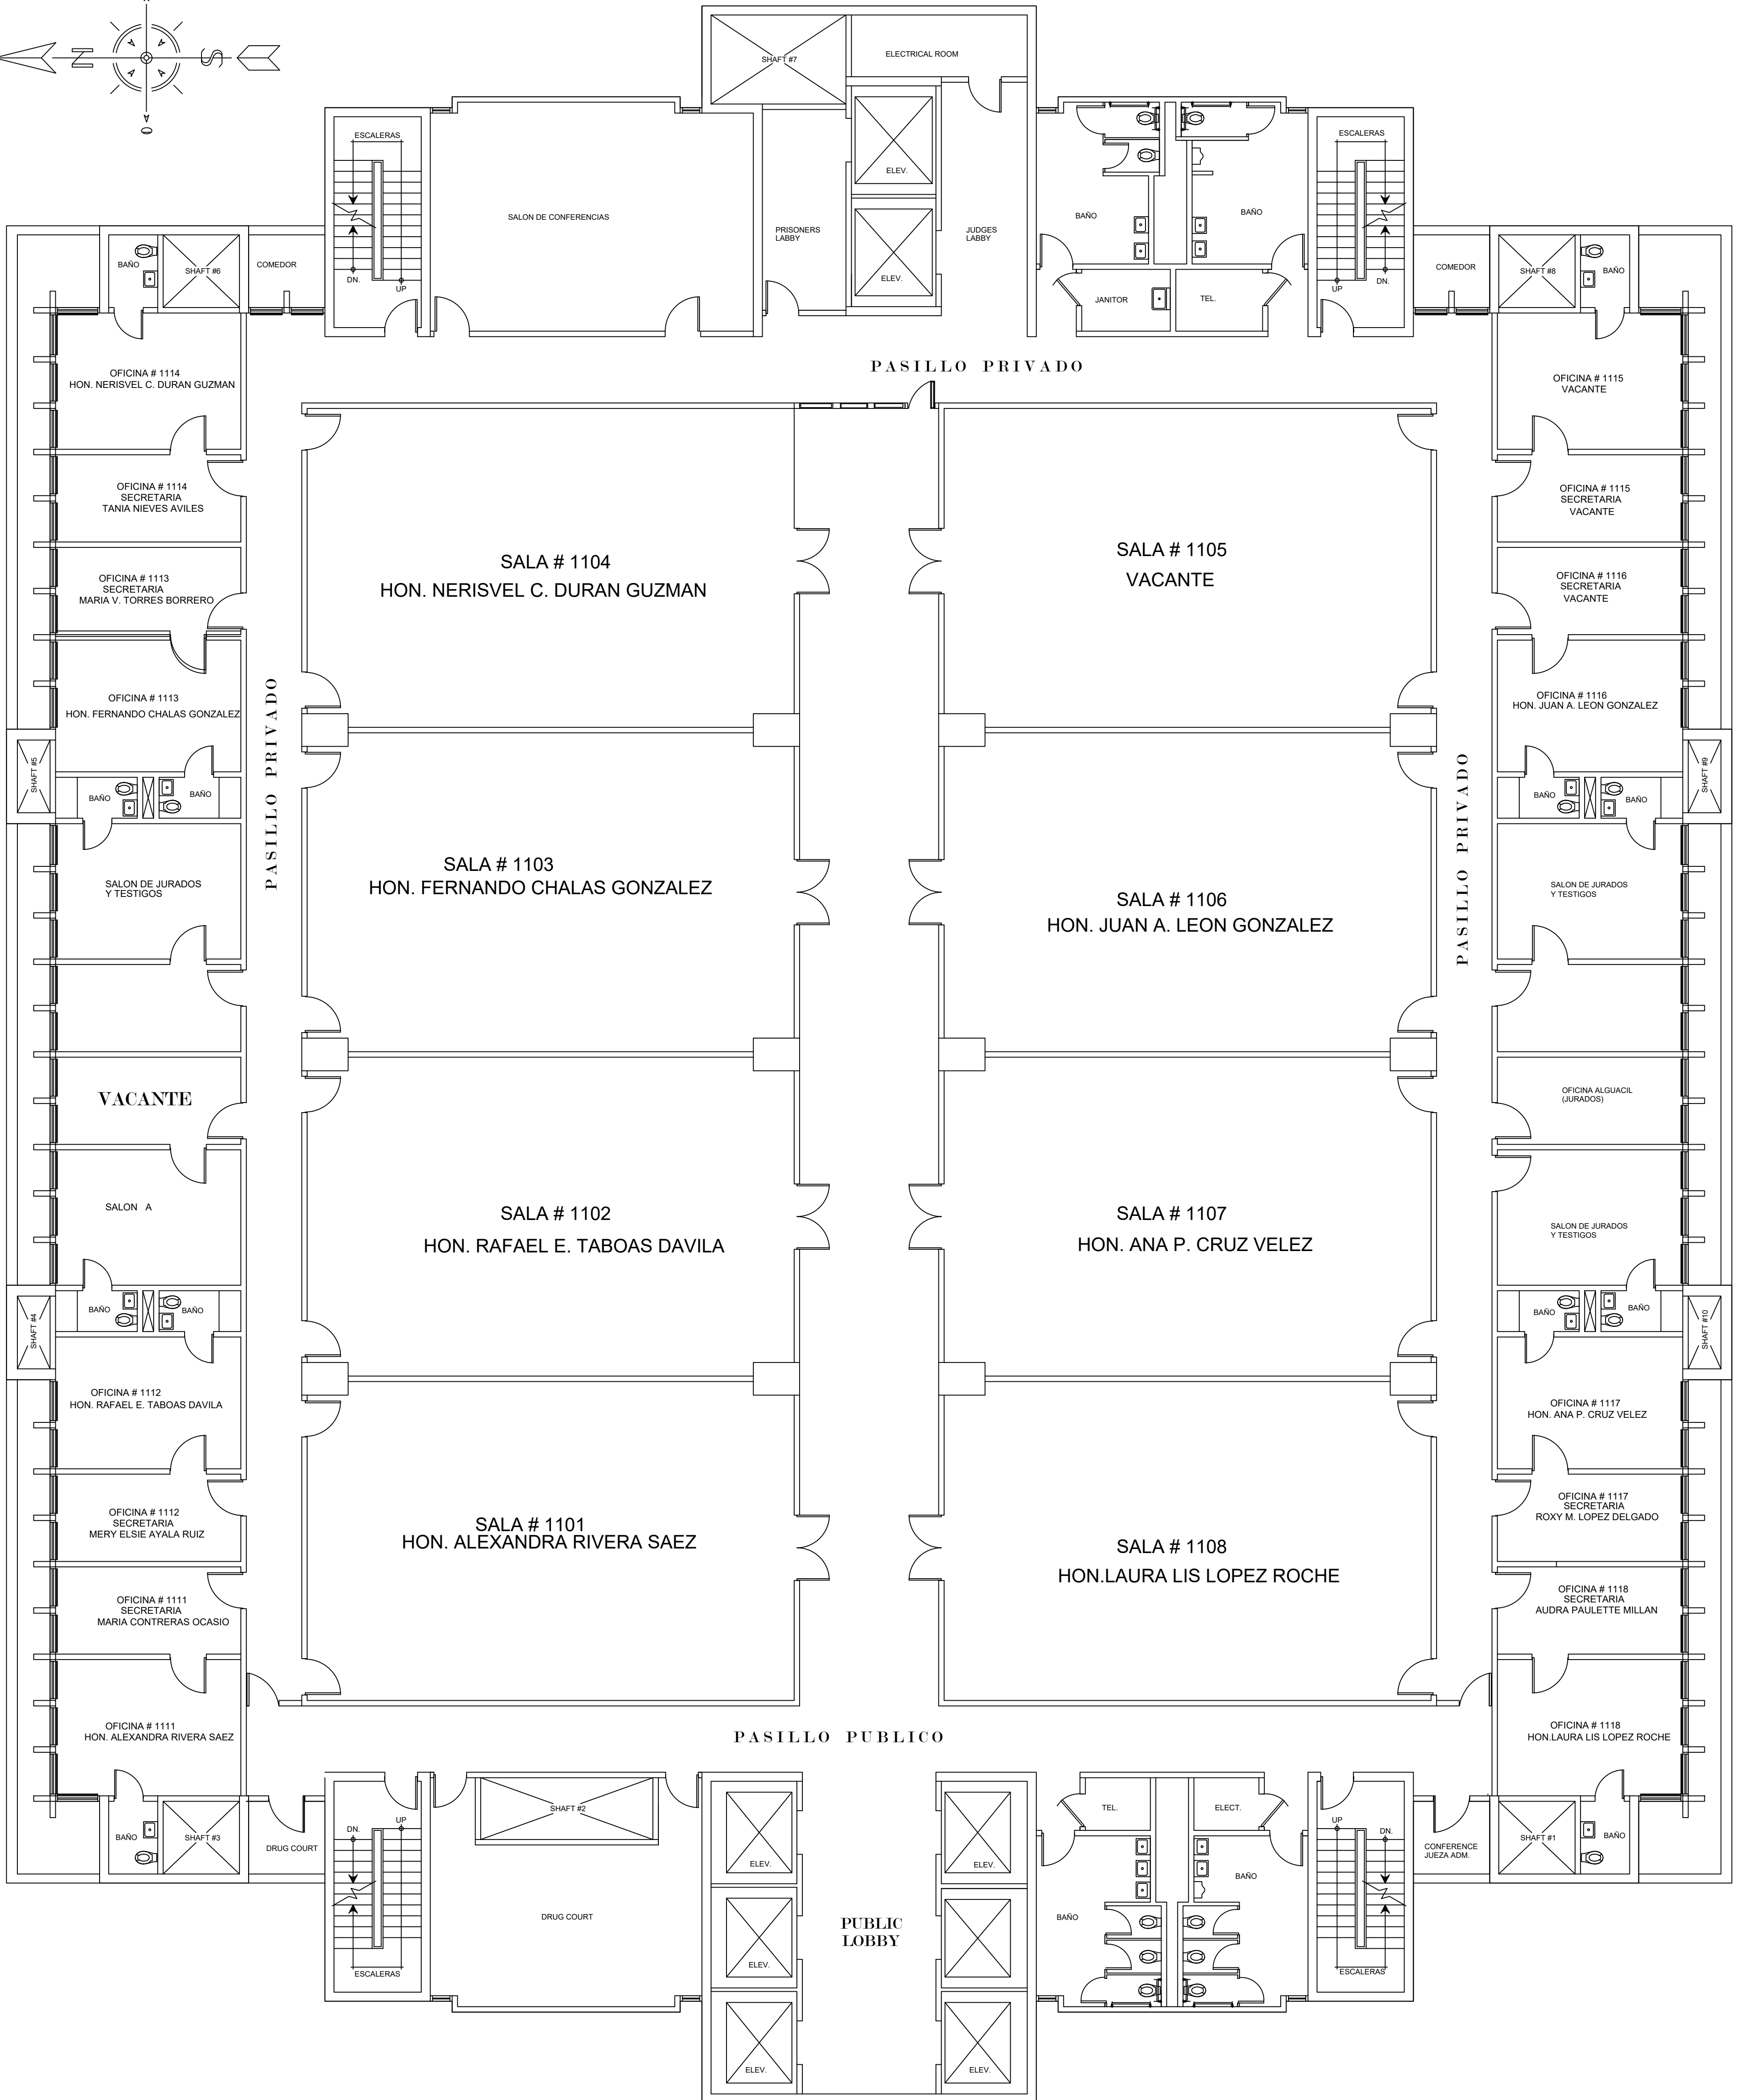 N
S
O
SHAFT #7
ELECTRICAL ROOM
ESCALERAS
DN.
UP
SALON DE CONFERENCIAS
PRISONERS
LABBY
ELEV.
ELEV.
JUDGES
LABBY
BAÑO
BAÑO
JANITOR
TEL.
ESCALERAS
UP
DN.
BAÑO
SHAFT #6
COMEDOR
COMEDOR
SHAFT #8
BAÑO
PASILLO PRIVADO
OFICINA # 1114
HON. NERISVEL C. DURAN GUZMAN
OFICINA # 1114
SECRETARIA
TANIA NIEVES AVILES
OFICINA # 1113
SECRETARIA
MARIA V. TORRES BORRERO
OFICINA # 1113
HON. FERNANDO CHALAS GONZALEZ
SHAFT #5
BAÑO
BAÑO
SALON DE JURADOS
Y TESTIGOS
VACANTE
SALON A
SHAFT #4
BAÑO
BAÑO
OFICINA # 1112
HON. RAFAEL E. TABOAS DAVILA
OFICINA # 1112
SECRETARIA
MERY ELSIE AYALA RUIZ
OFICINA # 1111
SECRETARIA
MARIA CONTRERAS OCASIO
OFICINA # 1111
HON. ALEXANDRA RIVERA SAEZ
PASILLO PRIVADO
SALA # 1104
HON. NERISVEL C. DURAN GUZMAN
SALA # 1103
HON. FERNANDO CHALAS GONZALEZ
SALA # 1102
HON. RAFAEL E. TABOAS DAVILA
SALA # 1101
HON. ALEXANDRA RIVERA SAEZ
SALA # 1105
VACANTE
SALA # 1106
HON. JUAN A. LEON GONZALEZ
SALA # 1107
HON. ANA P. CRUZ VELEZ
SALA # 1108
HON.LAURA LIS LOPEZ ROCHE
PASILLO PRIVADO
OFICINA # 1115
VACANTE
OFICINA # 1115
SECRETARIA
VACANTE
OFICINA # 1116
SECRETARIA
VACANTE
OFICINA # 1116
HON. JUAN A. LEON GONZALEZ
BAÑO
BAÑO
SHAFT #9
SALON DE JURADOS
Y TESTIGOS
OFICINA ALGUACIL
(JURADOS)
SALON DE JURADOS
Y TESTIGOS
BAÑO
BAÑO
SHAFT #10
OFICINA # 1117
HON. ANA P. CRUZ VELEZ
OFICINA # 1117
SECRETARIA
ROXY M. LOPEZ DELGADO
OFICINA # 1118
SECRETARIA
AUDRA PAULETTE MILLAN
OFICINA # 1118
HON.LAURA LIS LOPEZ ROCHE
PASILLO PUBLICO
BAÑO
SHAFT #3
DRUG COURT
DN.
UP
ESCALERAS
SHAFT #2
DRUG COURT
ELEV.
ELEV.
ELEV.
PUBLIC
LOBBY
ELEV.
ELEV.
TEL.
ELECT.
BAÑO
BAÑO
UP
DN.
ESCALERAS
CONFERENCE
JUEZA ADM.
SHAFT #1
BAÑO